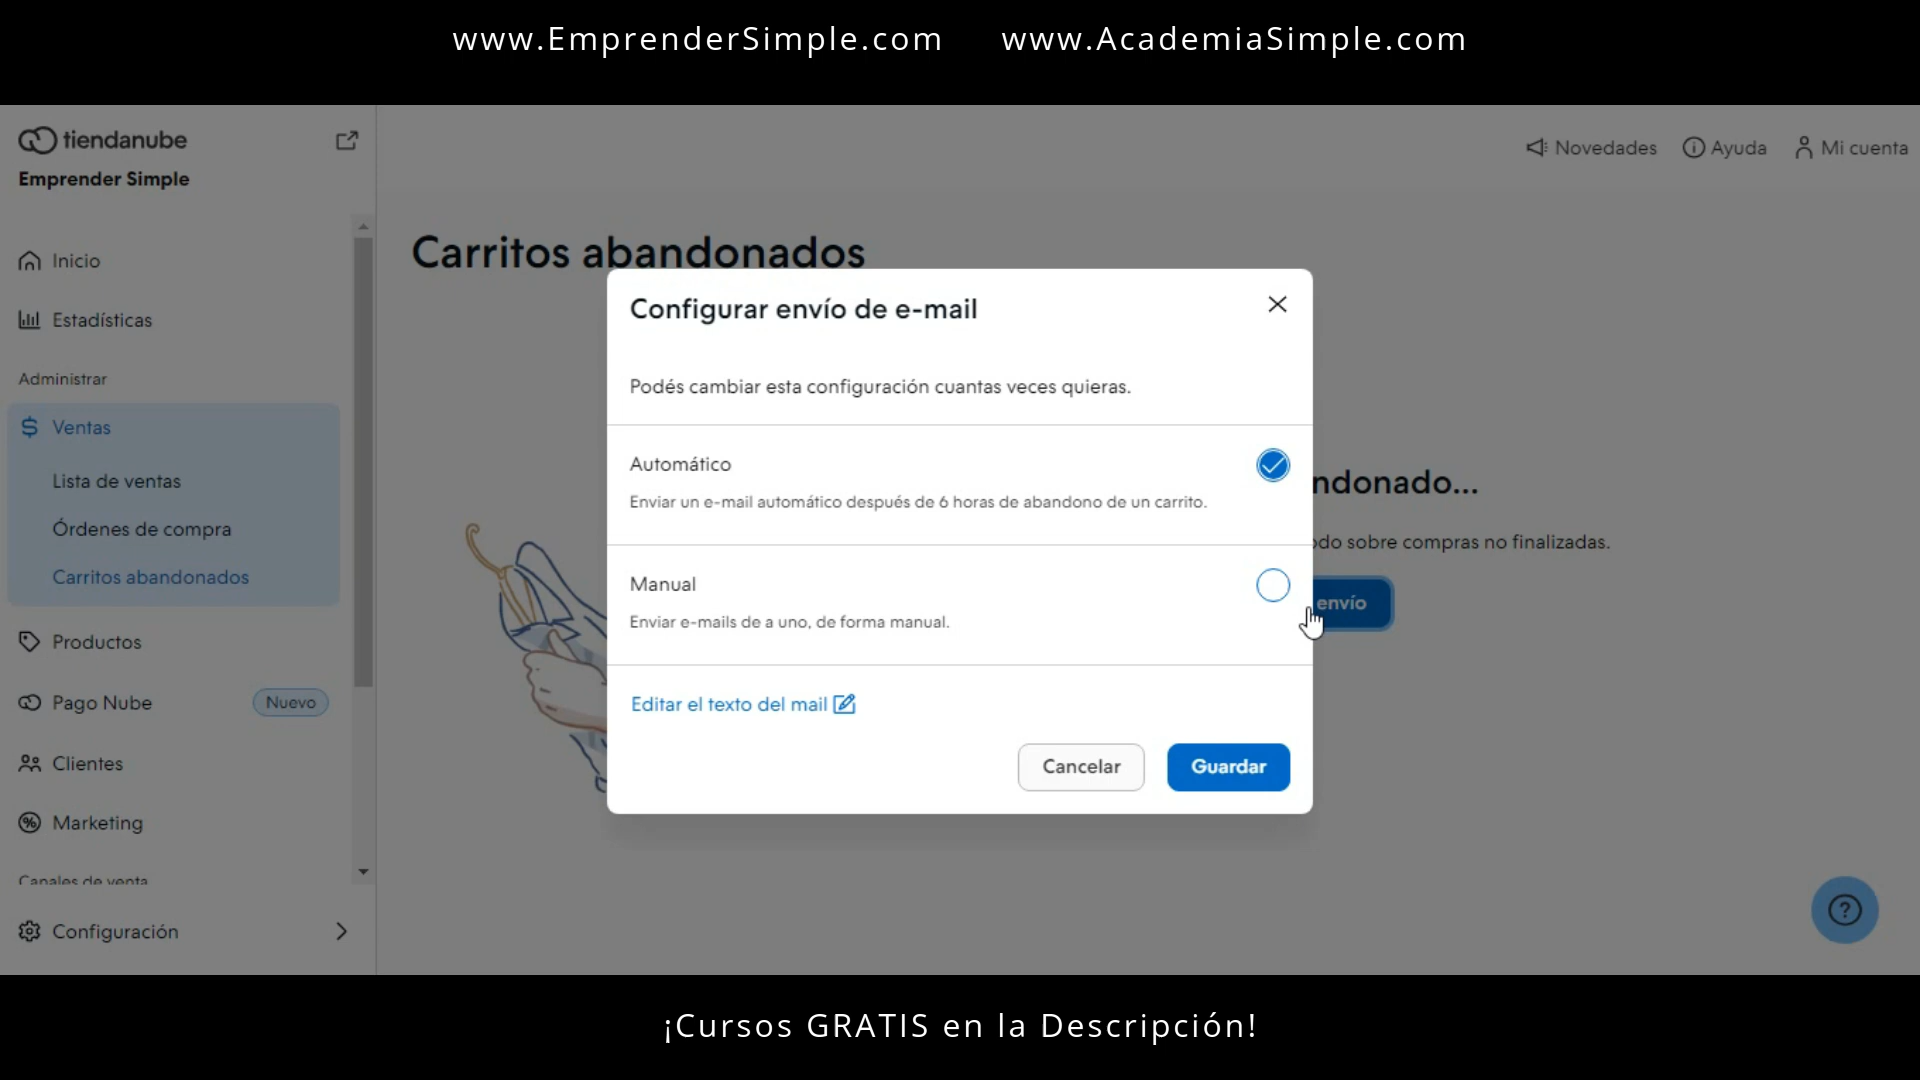 www.EmprenderSimple.com www.AcademiaSimple.com
tiendanube
Emprender Simple
Novedades
Ayuda
Mi cuenta
Inicio
Estadísticas
Administrar
Ventas
Lista de ventas
Órdenes de compra
Carritos abandonados
Productos
Pago Nube
Nuevo
Clientes
Marketing
Canales de venta
Configuración
Carritos abandonados
Configurar envío de e-mail
Podés cambiar esta configuración cuantas veces quieras.
Automático
Enviar un e-mail automático después de 6 horas de abandono de un carrito.
Manual
Enviar e-mails de a uno, de forma manual.
Editar el texto del mail
Cancelar
Guardar
ndonado...
sobre compras no finalizadas.
envío
¡Cursos GRATIS en la Descripción!